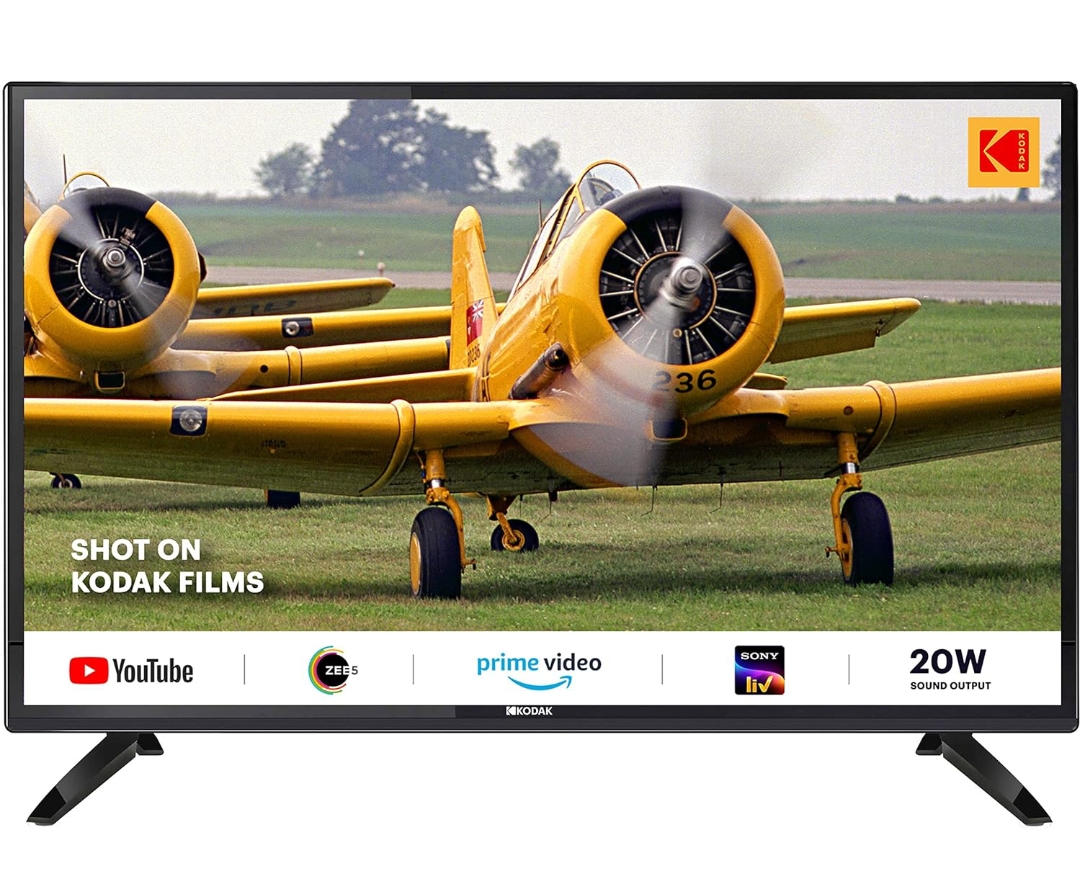 KODAK
236
SHOT ON
KODAK FILMS
YouTube
ZEE5
prime video
SONY
liv
20W
SOUND OUTPUT
KODAK